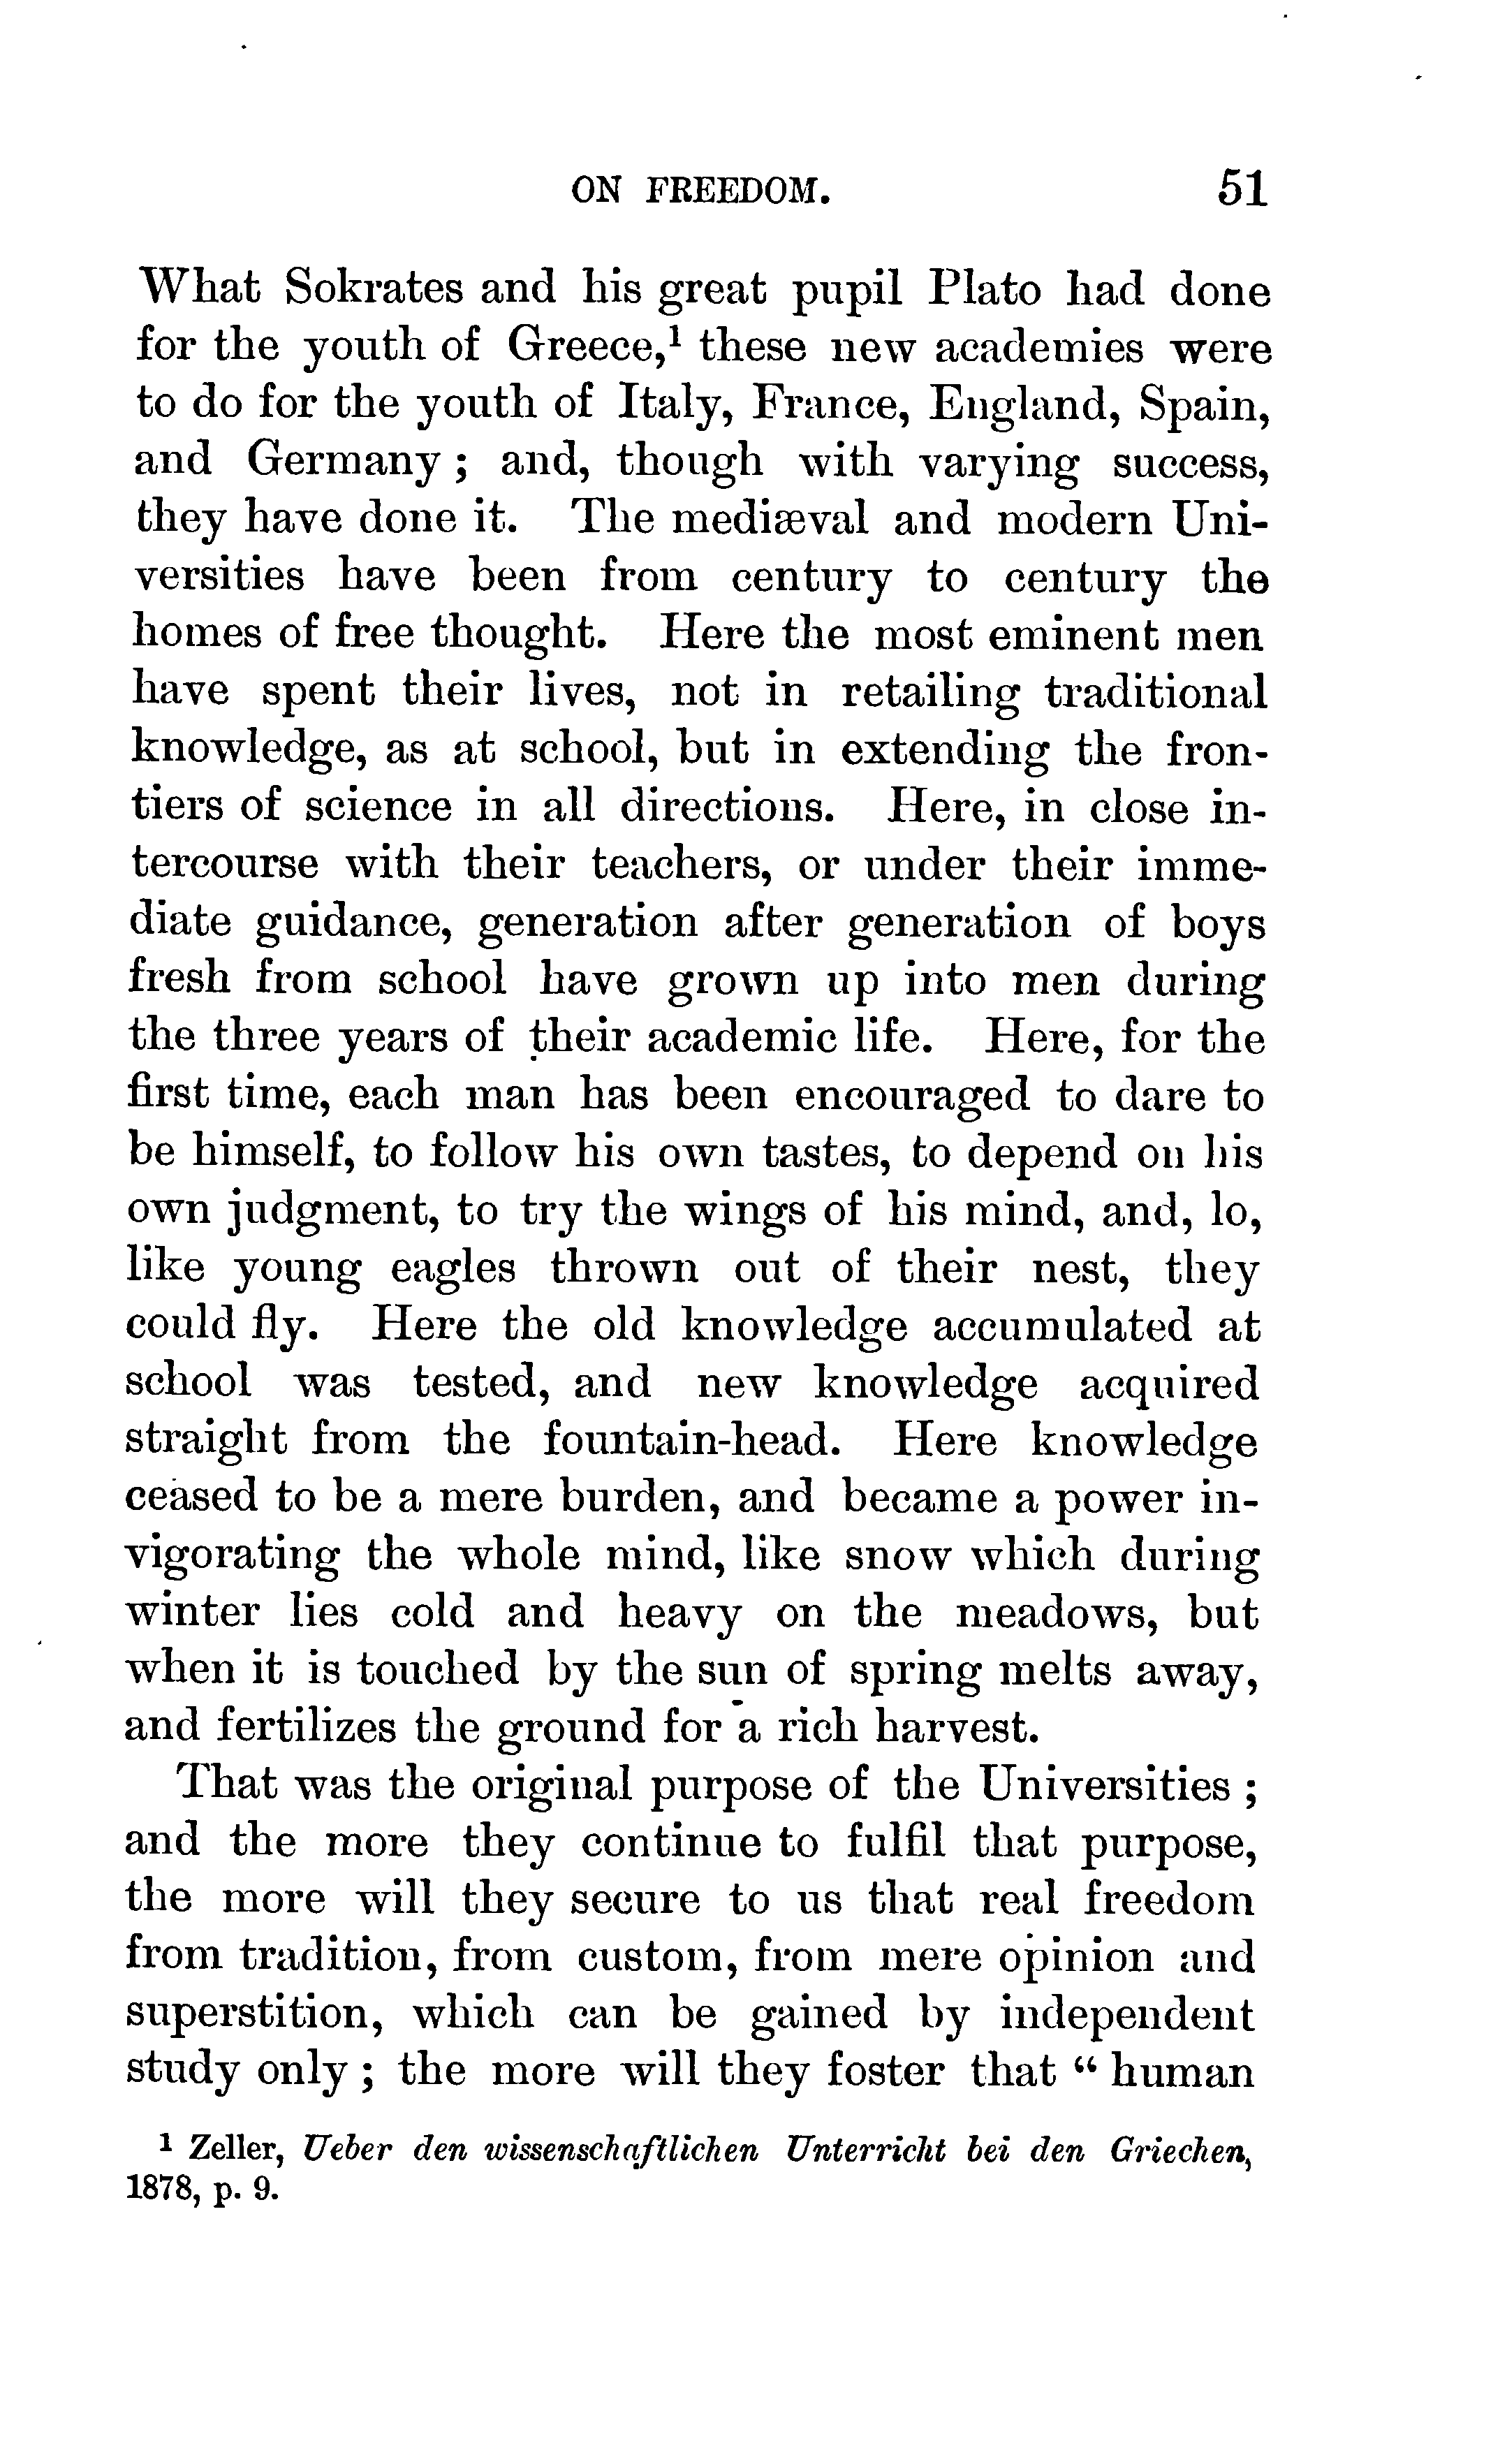 ON FREEDOM. 51
What Sokrates and his great pupil Plato had done
for the youth of Greece,¹ these new academies were
to do for the youth of Italy, France, England, Spain,
and Germany ; and, though with varying success,
they have done it. The mediæval and modern Uni-
versities have been from century to century the
homes of free thought. Here the most eminent men
have spent their lives, not in retailing traditional
knowledge, as at school, but in extending the fron-
tiers of science in all directions. Here, in close in-
tercourse with their teachers, or under their imme-
diate guidance, generation after generation of boys
fresh from school have grown up into men during
the three years of their academic life. Here, for the
first time, each man has been encouraged to dare to
be himself, to follow his own tastes, to depend on his
own judgment, to try the wings of his mind, and, lo,
like young eagles thrown out of their nest, they
could fly. Here the old knowledge accumulated at
school was tested, and new knowledge acquired
straight from the fountain-head. Here knowledge
ceased to be a mere burden, and became a power in-
vigorating the whole mind, like snow which during
winter lies cold and heavy on the meadows, but
when it is touched by the sun of spring melts away,
and fertilizes the ground for a rich harvest.
That was the original purpose of the Universities ;
and the more they continue to fulfil that purpose,
the more will they secure to us that real freedom
from tradition, from custom, from mere opinion and
superstition, which can be gained by independent
study only ; the more will they foster that “ human
¹ Zeller, Ueber den wissenschaftlichen Unterricht bei den Griechen,
1878, p. 9.